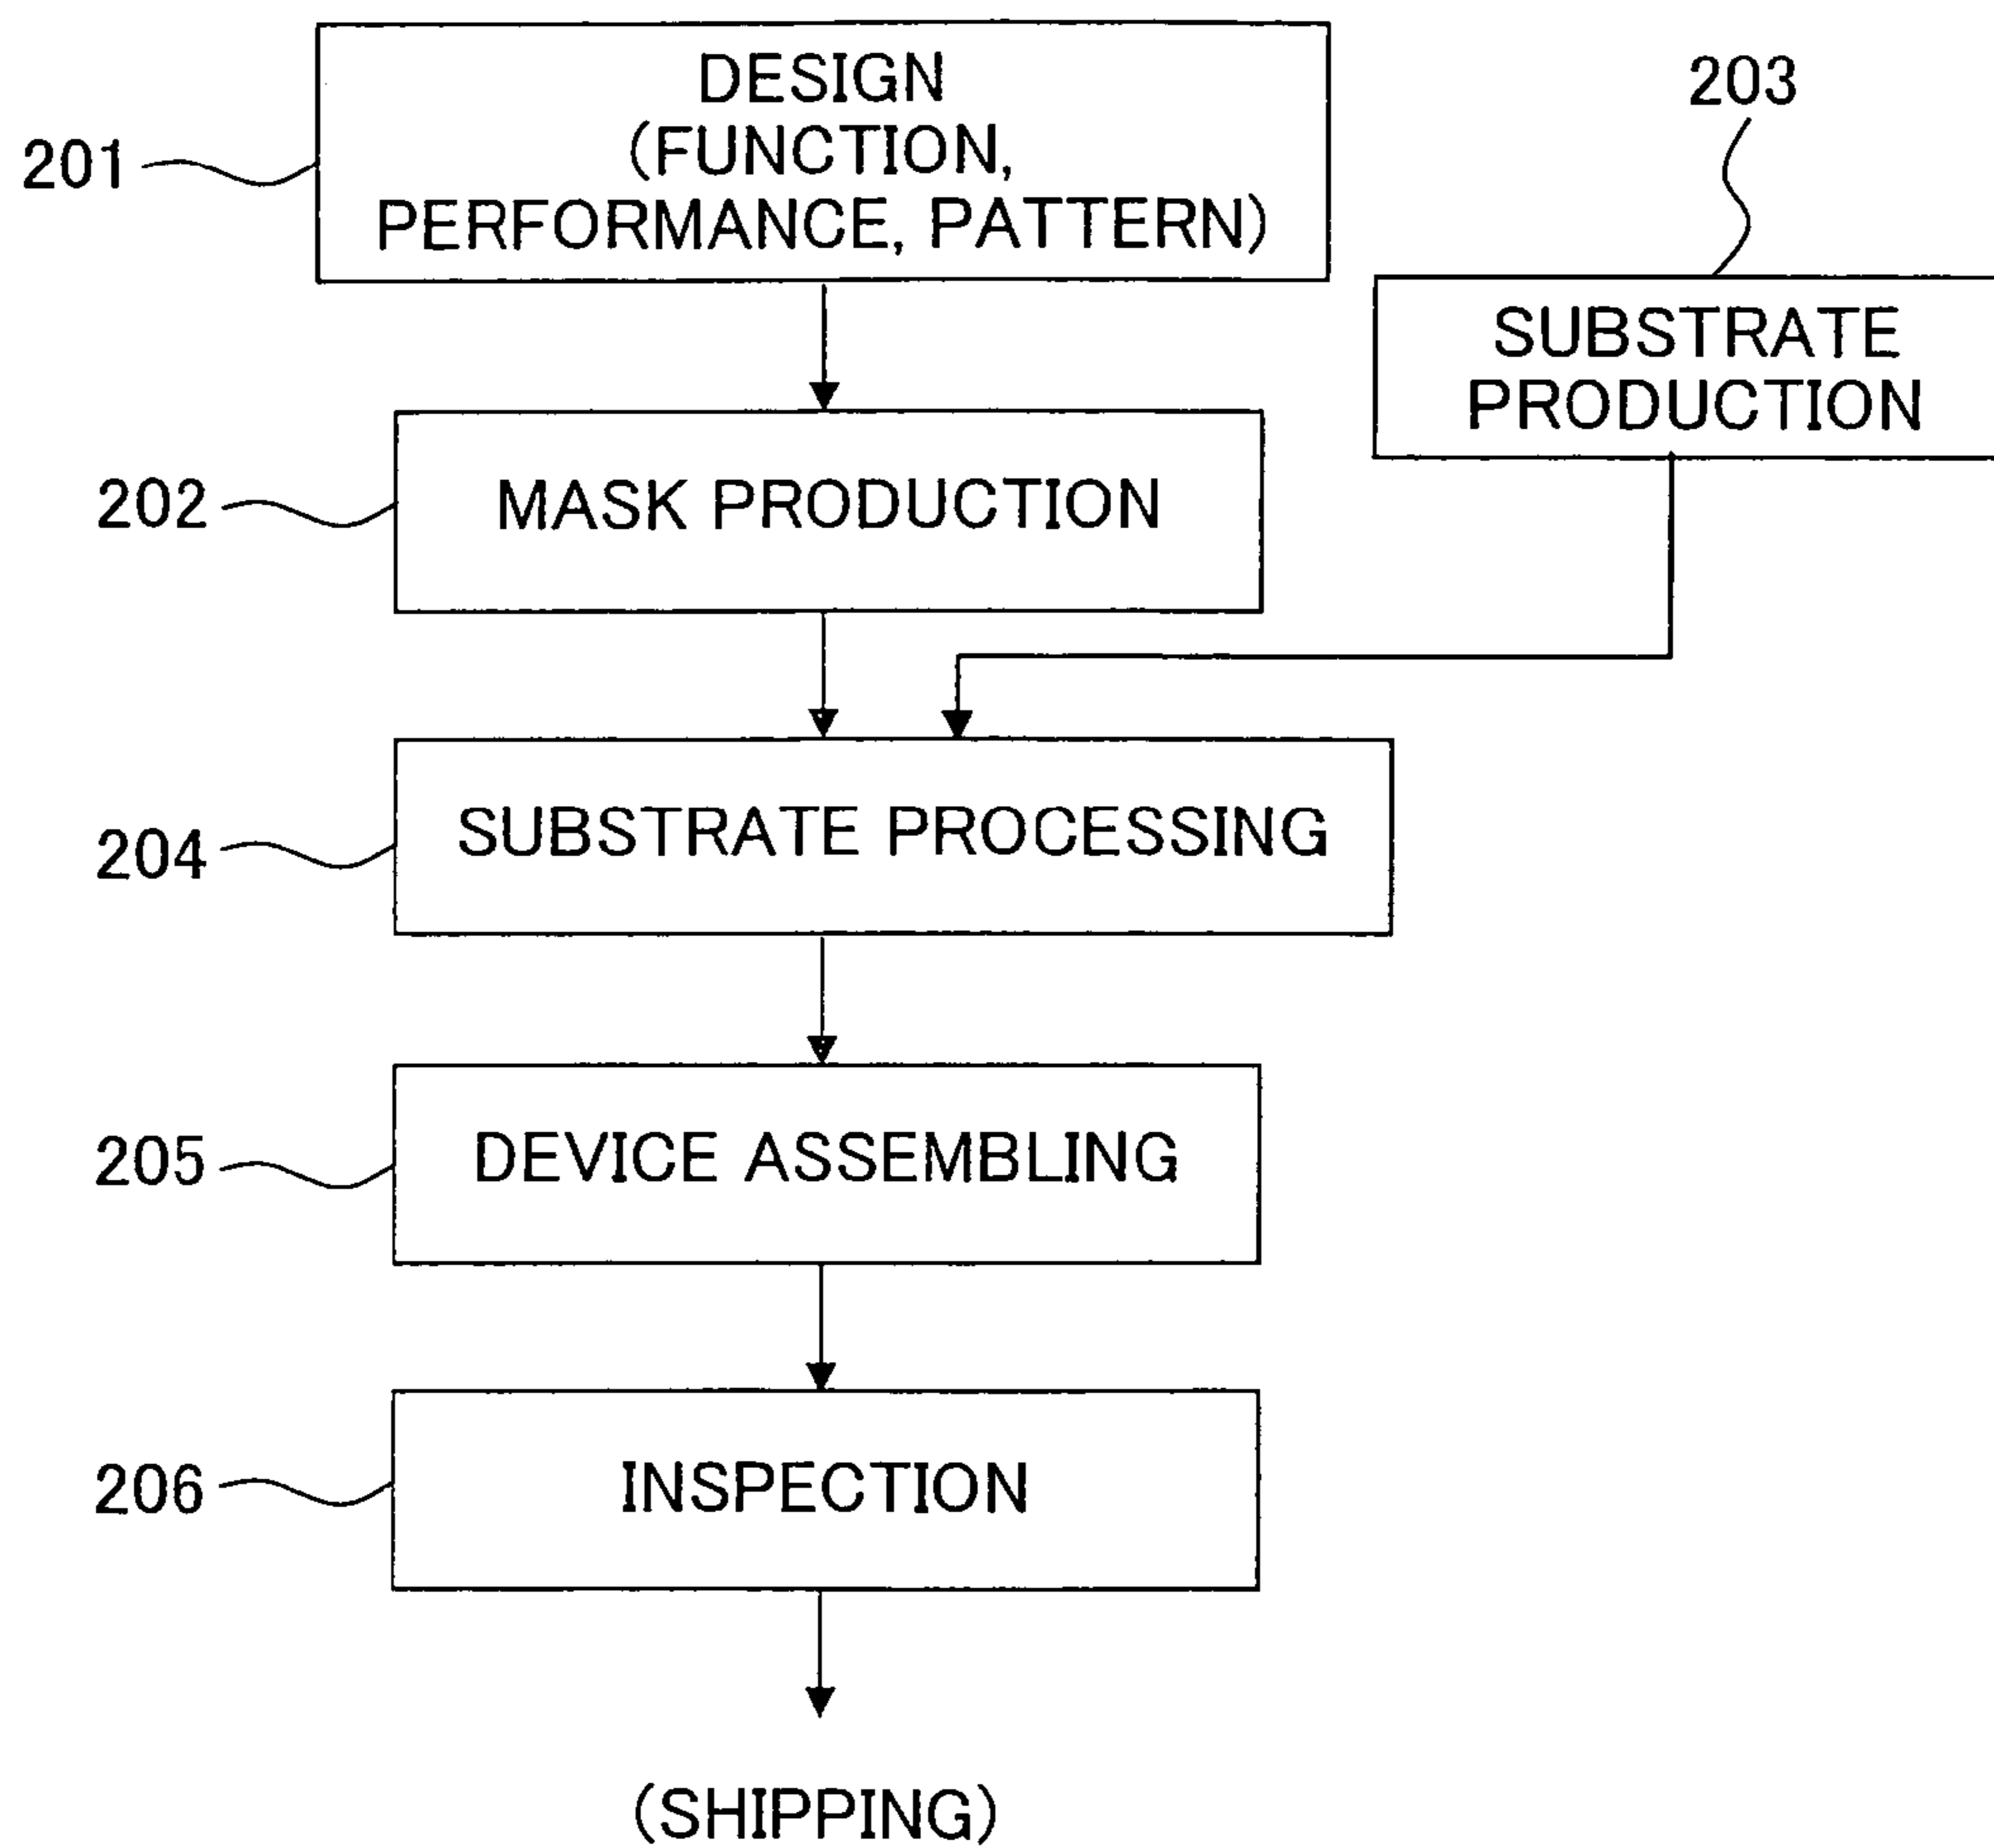 DESIGN
(FUNCTION,
PERFORMANCE, PATTERN)
201
203
SUBSTRATE
PRODUCTION
202
MASK PRODUCTION
204
SUBSTRATE PROCESSING
205
DEVICE ASSEMBLING
206
INSPECTION
(SHIPPING)